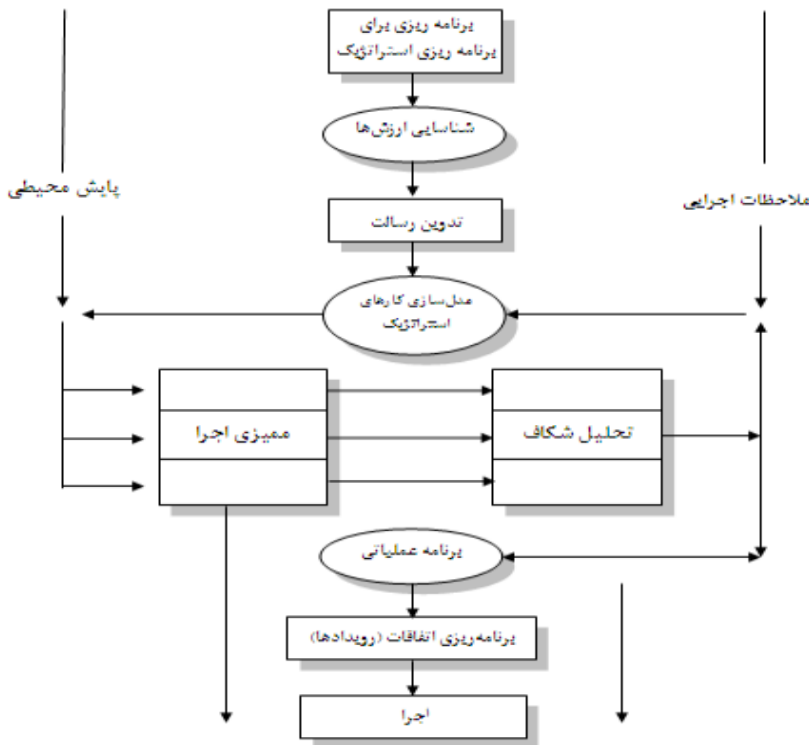 برنامه ریزی برای
برنامه ریزی استراتژیک
شناسایی ارزش‌ها
پایش محیطی
ملاحظات اجرایی
تدوین رسالت
مدل‌سازی کارهای
استراتژیک
ممیزی اجرا
تحلیل شکاف
برنامه عملیاتی
برنامه‌ریزی اتفاقات (رویدادها)
اجرا